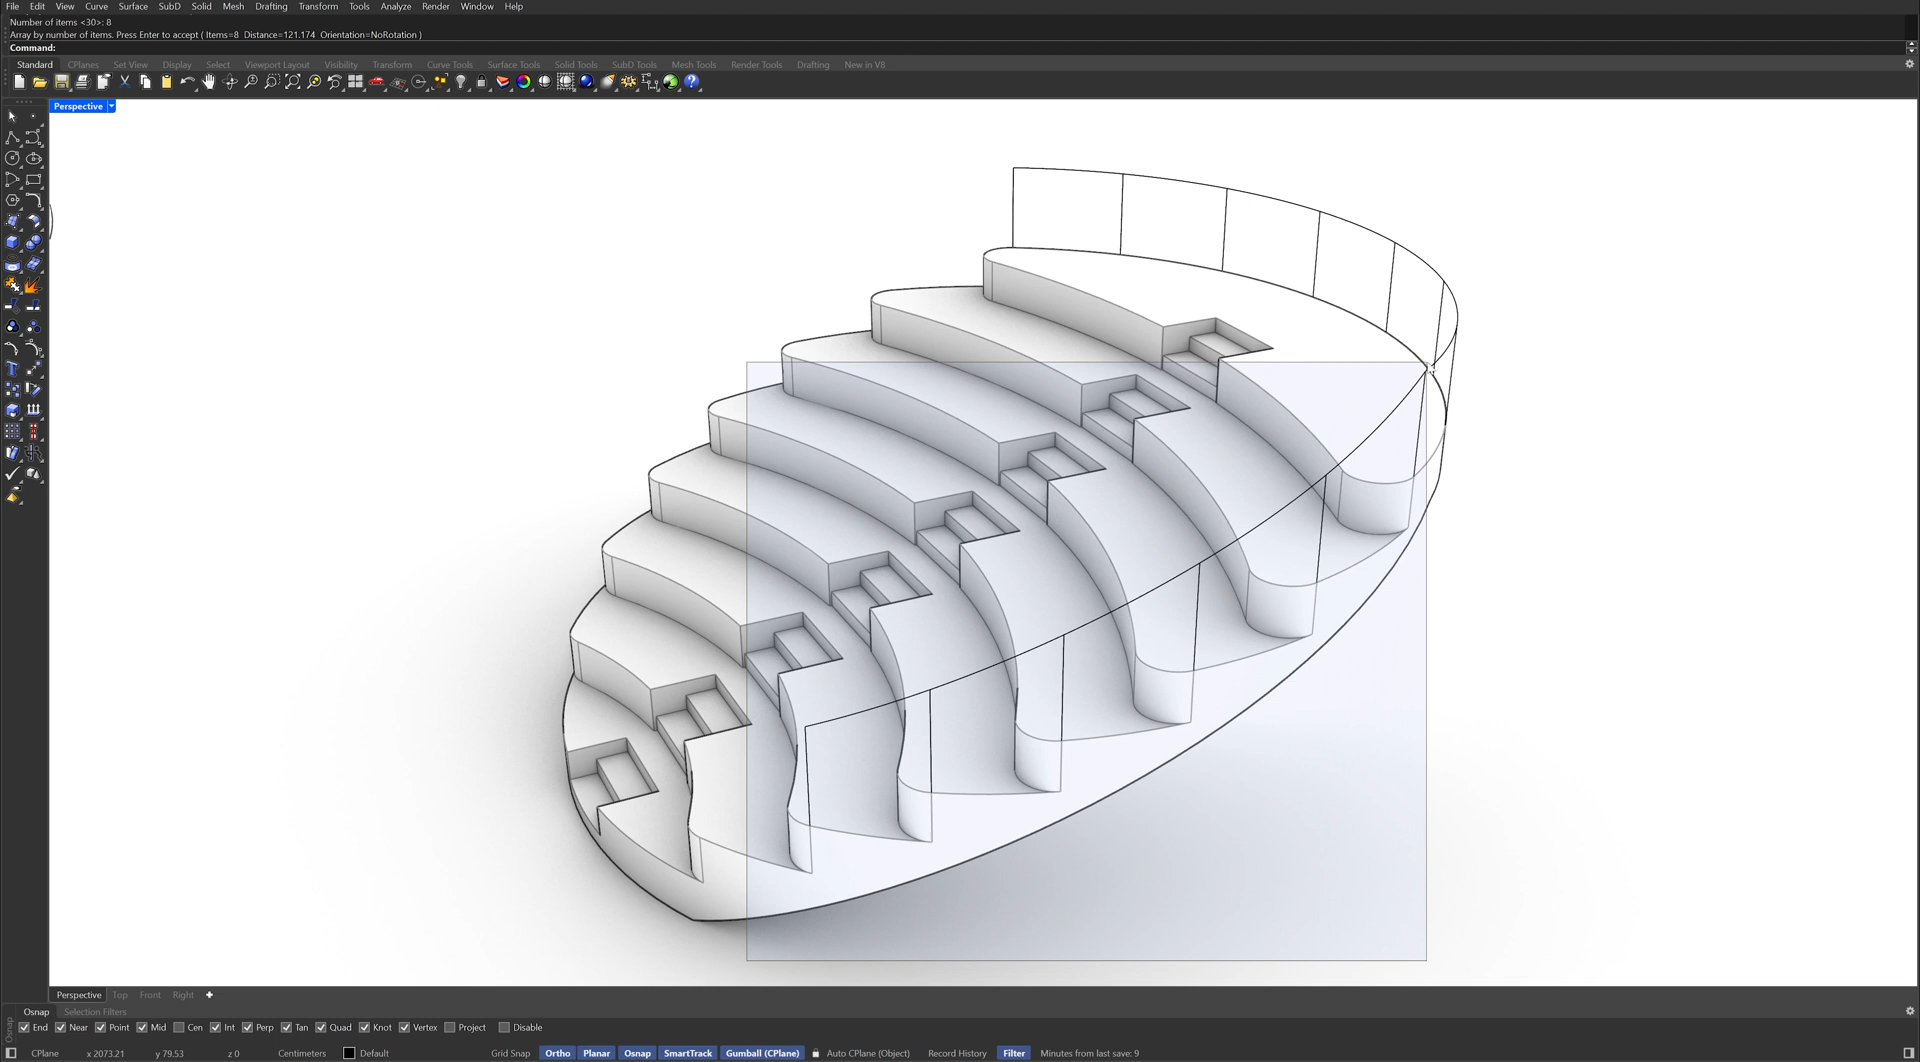 File Edit View Curve Surface SubD Solid Mesh Drafting Transform Tools Analyze Render Window Help
Number of items <30>: 8
Array by number of items. Press Enter to accept ( Items=8 Distance=121.174 Orientation=NoRotation )
Command:
Standard CPlanes Set View Display Select Viewport Layout Visibility Transform Curve Tools Surface Tools Solid Tools SubD Tools Mesh Tools Render Tools Drafting New in V8
Perspective
Perspective Top Front Right
Osnap Selection Filters
Osnap
End Near Point Mid Cen Int Perp Tan Quad Knot Vertex Project Disable
CPlane x 2073.21 y 79.53 z 0 Centimeters Default Grid Snap Ortho Planar Osnap SmartTrack Gumball (CPlane) Auto CPlane (Object) Record History Filter Minutes from last save: 9